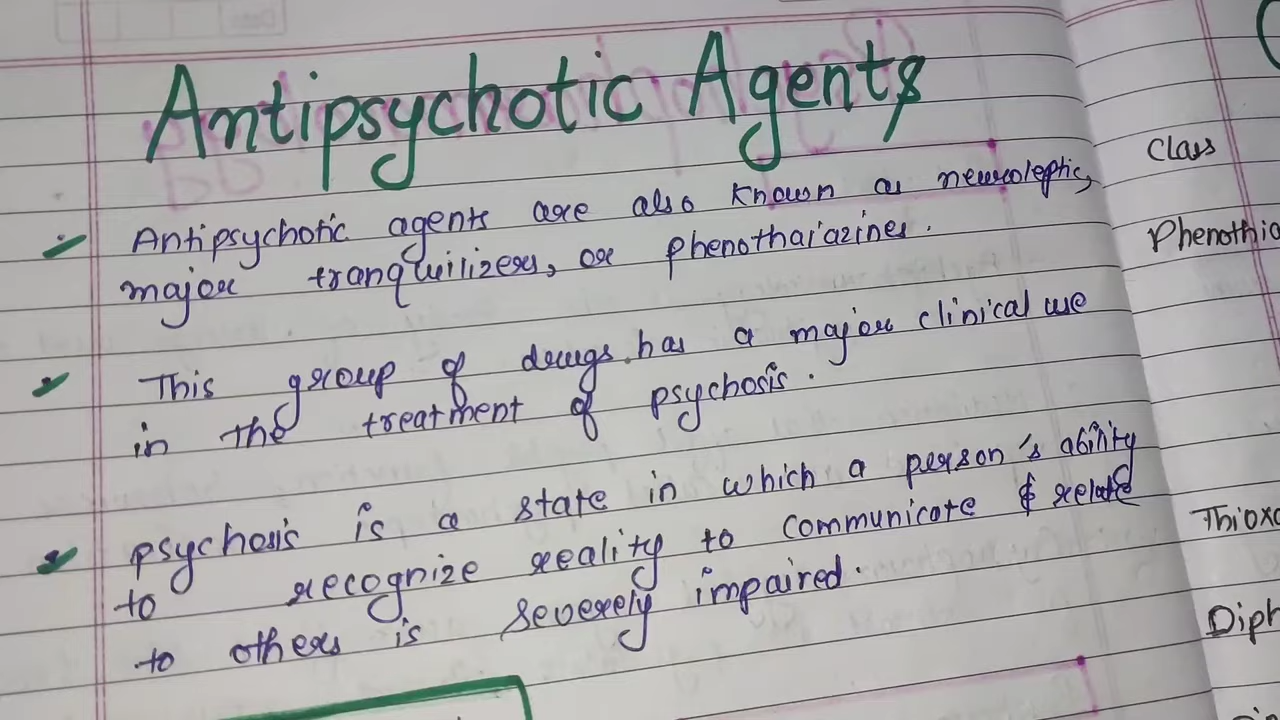 Antipsychotic Agents
Antipsychotic agents are also known as neuroleptic,
major tranquilizers, or phenothaiazines.
This group of drugs has a major clinical use
in the treatment of psychosis.
psychosis is a state in which a person's ability
to recognize reality to communicate & relate
to others is severely impaired.
Class
Phenothia
Thioxa
Diph